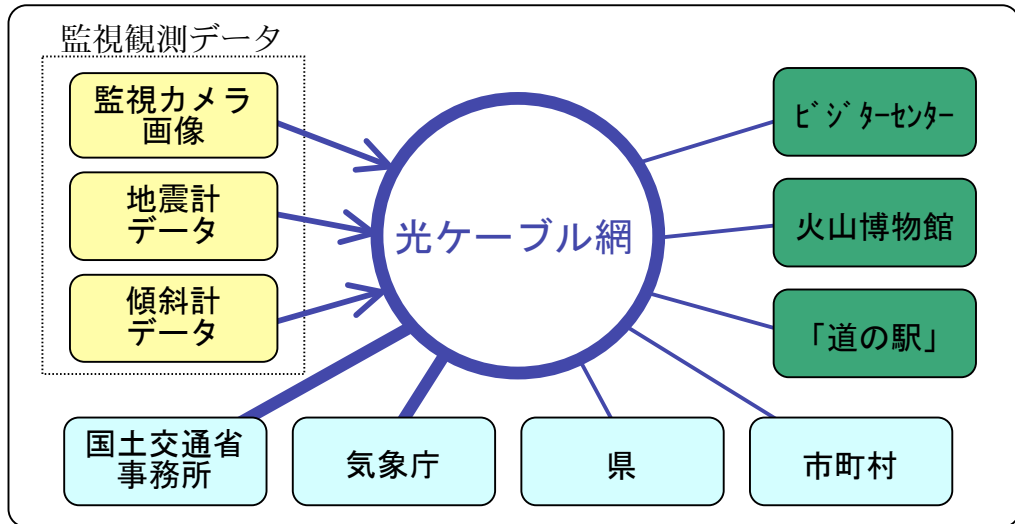 監視観測データ
監視カメラ
画像
地震計
データ
傾斜計
データ
光ケーブル網
ﾋﾞｼﾞﾀｰｾﾝﾀｰ
火山博物館
「道の駅」
国土交通省
事務所
気象庁
県
市町村